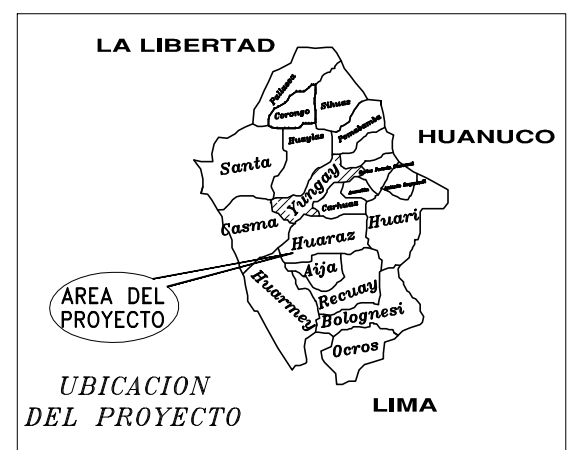 LA LIBERTAD
Pallasca
Corongo
Sihuas
Huaylas
Pomabamba
HUANUCO
Santa
Yungay
Carhuaz
Casma
Huari
Huaraz
Aija
AREA DEL
PROYECTO
Huarmey
Recuay
Bolognesi
Ocros
UBICACION
DEL PROYECTO
LIMA